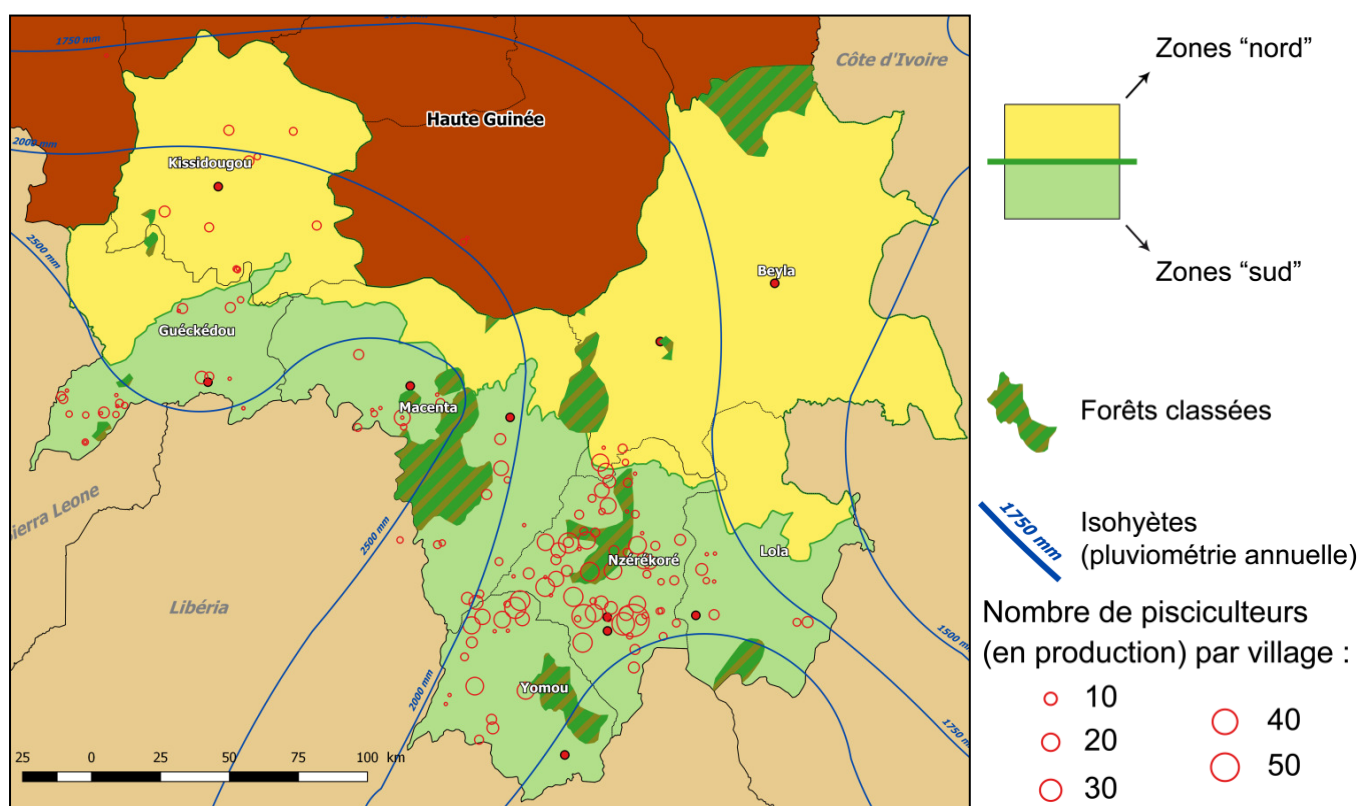 1750 mm
Côte d'Ivoire
Haute Guinée
2000 mm
Kissidougou
2500 mm
Beyla
Guéckédou
Macenta
Sierra Leone
2500 mm
Nzérékoré
Lola
Libéria
2000 mm
Yomou
1500 mm
1750 mm
25 0 25 50 75 100 km
Zones “nord”
Zones “sud”
Forêts classées
1750 mm
Isohyètes
(pluviométrie annuelle)
Nombre de pisciculteurs
(en production) par village :
10
20
30
40
50